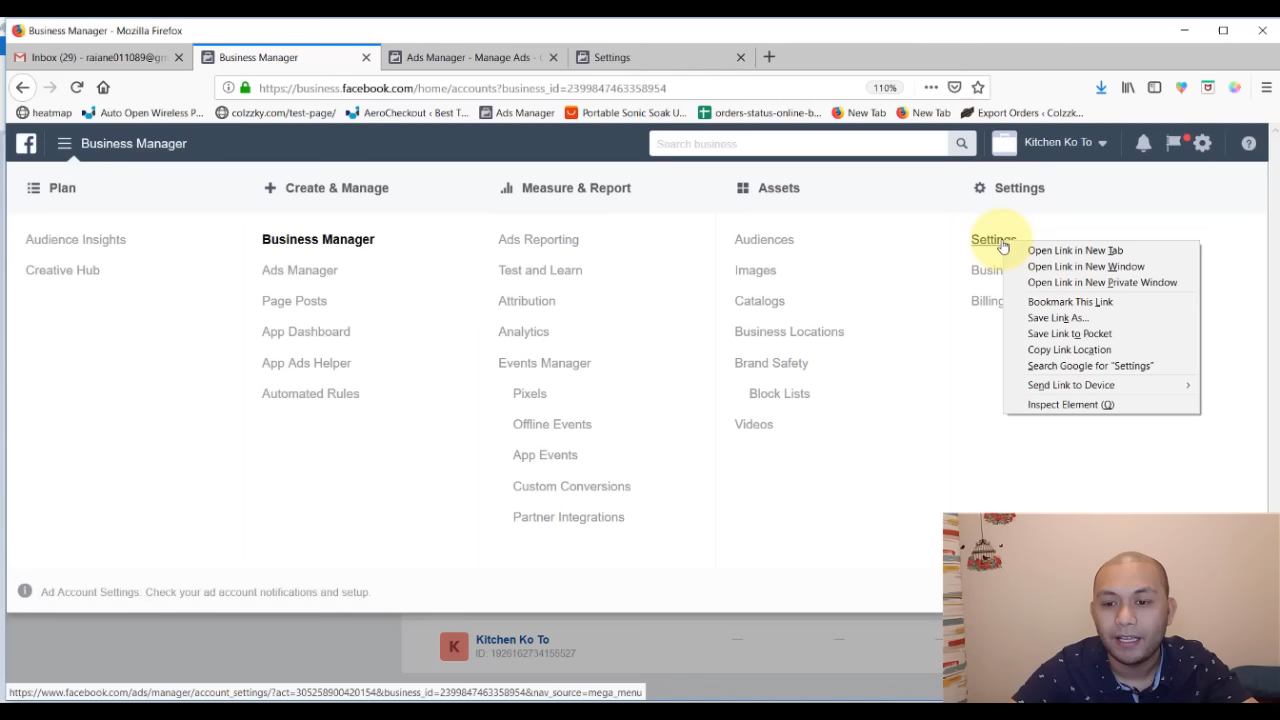 Business Manager - Mozilla Firefox
Inbox (29) - raiane011089@gm
Business Manager
Ads Manager - Manage Ads - C
Settings
https://business.facebook.com/home/accounts?business_id=2399847463358954
110%
heatmap
Auto Open Wireless P...
colzzky.com/test-page/
AeroCheckout ‹ Best T...
Ads Manager
Portable Sonic Soak U...
orders-status-online-b...
New Tab
New Tab
Export Orders ‹ Colzzk...
Business Manager
Search business
Kitchen Ko To
Plan
Create & Manage
Measure & Report
Assets
Settings
Audience Insights
Business Manager
Ads Reporting
Audiences
Settings
Creative Hub
Ads Manager
Test and Learn
Images
Busin
Page Posts
Attribution
Catalogs
Billing
App Dashboard
Analytics
Business Locations
App Ads Helper
Events Manager
Brand Safety
Automated Rules
Pixels
Block Lists
Offline Events
Videos
App Events
Custom Conversions
Partner Integrations
Open Link in New Tab
Open Link in New Window
Open Link in New Private Window
Bookmark This Link
Save Link As...
Save Link to Pocket
Copy Link Location
Search Google for "Settings"
Send Link to Device
Inspect Element (Q)
Ad Account Settings. Check your ad account notifications and setup.
K
Kitchen Ko To
ID: 1926162734155527
https://www.facebook.com/ads/manager/account_settings/?act=305258900420154&business_id=2399847463358954&nav_source=mega_menu